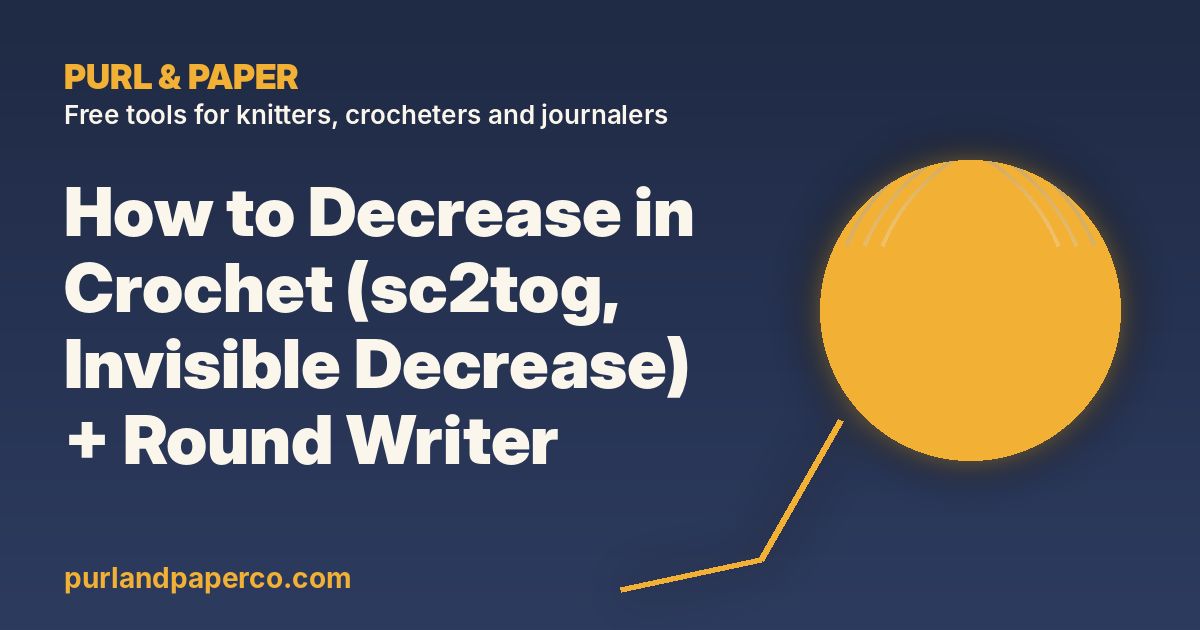 PURL & PAPER
Free tools for knitters, crocheters and journalers
How to Decrease in
Crochet (sc2tog,
Invisible Decrease)
+ Round Writer
purlandpaperco.com